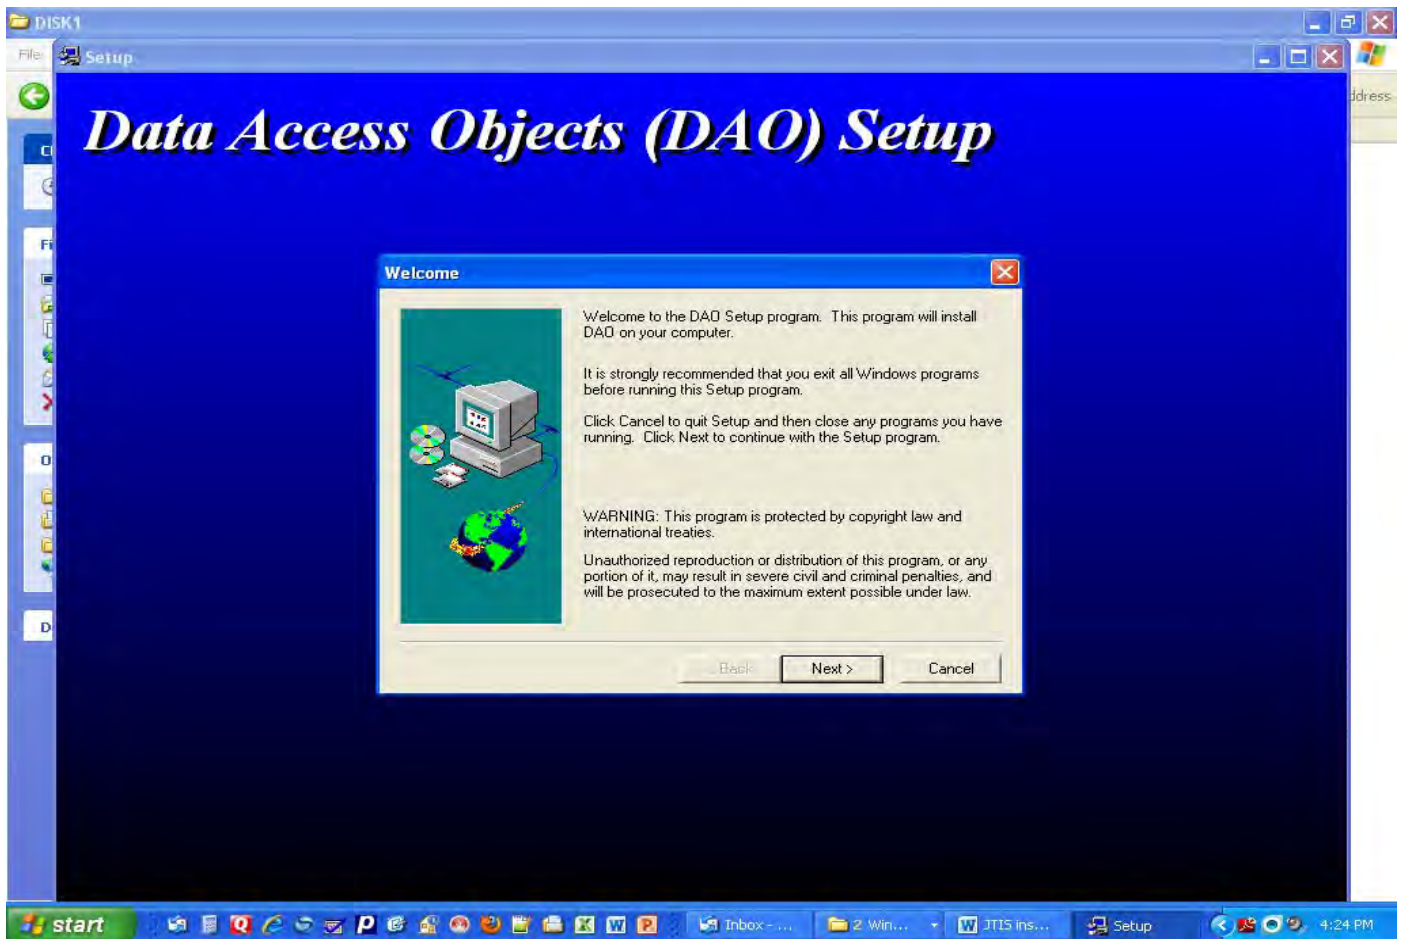 DISK1
File
Setup
ddress
Data Access Objects (DAO) Setup
Welcome
Welcome to the DAO Setup program. This program will install
DAO on your computer.
It is strongly recommended that you exit all Windows programs
before running this Setup program.
Click Cancel to quit Setup and then close any programs you have
running. Click Next to continue with the Setup program.
WARNING: This program is protected by copyright law and
international treaties.
Unauthorized reproduction or distribution of this program, or any
portion of it, may result in severe civil and criminal penalties, and
will be prosecuted to the maximum extent possible under law.
Back Next > Cancel
Fi
O
D
start Inbox - ... 2 Win... JTIS ins... Setup 4:24 PM